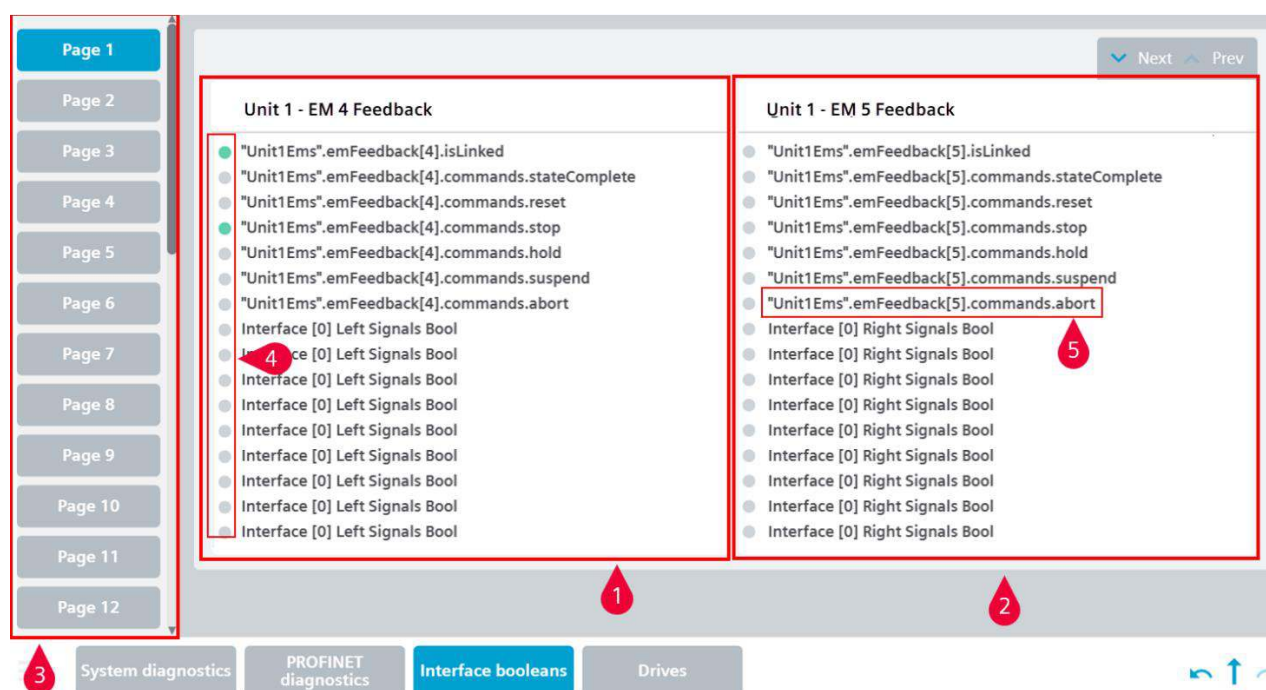 Page 1
Page 2
Page 3
Page 4
Page 5
Page 6
Page 7
Page 8
Page 9
Page 10
Page 11
Page 12
3
Next Prev
Unit 1 - EM 4 Feedback
"Unit1Ems".emFeedback[4].isLinked
"Unit1Ems".emFeedback[4].commands.stateComplete
"Unit1Ems".emFeedback[4].commands.reset
"Unit1Ems".emFeedback[4].commands.stop
"Unit1Ems".emFeedback[4].commands.hold
"Unit1Ems".emFeedback[4].commands.suspend
"Unit1Ems".emFeedback[4].commands.abort
Interface [0] Left Signals Bool
4 ce [0] Left Signals Bool
Interface [0] Left Signals Bool
Interface [0] Left Signals Bool
Interface [0] Left Signals Bool
Interface [0] Left Signals Bool
Interface [0] Left Signals Bool
Interface [0] Left Signals Bool
Interface [0] Left Signals Bool
1
Unit 1 - EM 5 Feedback
"Unit1Ems".emFeedback[5].isLinked
"Unit1Ems".emFeedback[5].commands.stateComplete
"Unit1Ems".emFeedback[5].commands.reset
"Unit1Ems".emFeedback[5].commands.stop
"Unit1Ems".emFeedback[5].commands.hold
"Unit1Ems".emFeedback[5].commands.suspend
"Unit1Ems".emFeedback[5].commands.abort
Interface [0] Right Signals Bool
Interface [0] Right Signals Bool
5
Interface [0] Right Signals Bool
Interface [0] Right Signals Bool
Interface [0] Right Signals Bool
Interface [0] Right Signals Bool
Interface [0] Right Signals Bool
Interface [0] Right Signals Bool
Interface [0] Right Signals Bool
2
System diagnostics
PROFINET
diagnostics
Interface booleans
Drives